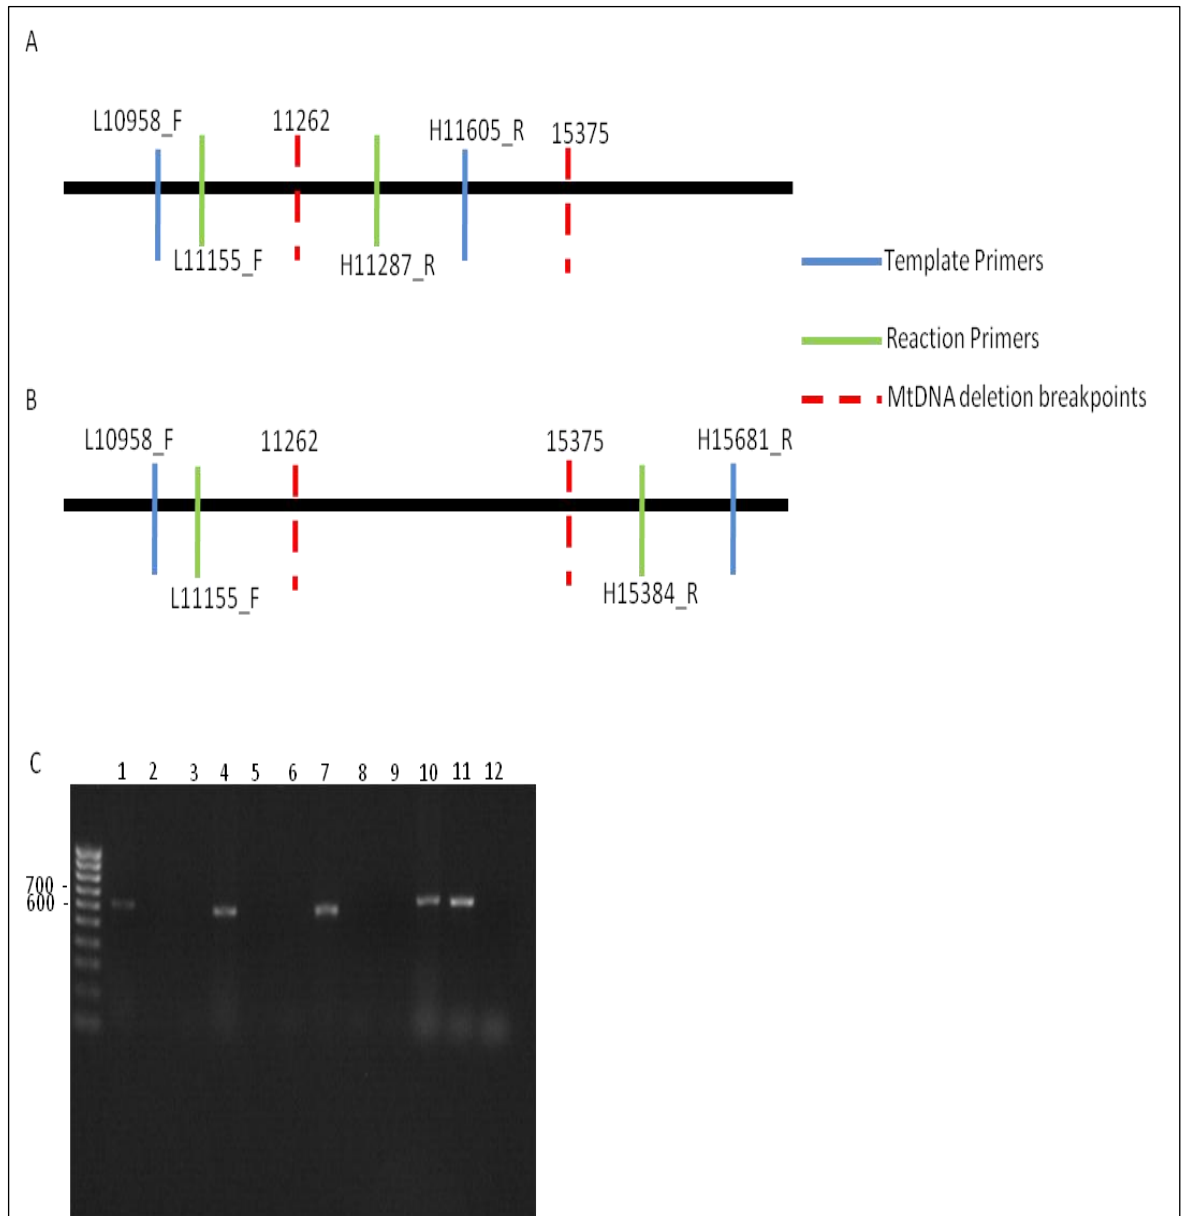 A
L10958_F
11262
H11605_R
15375
L11155_F
H11287_R
Template Primers
Reaction Primers
MtDNA deletion breakpoints
B
L10958_F
11262
15375
H15681_R
L11155_F
H15384_R
C
1 2 3 4 5 6 7 8 9 10 11 12
700 -
600 -